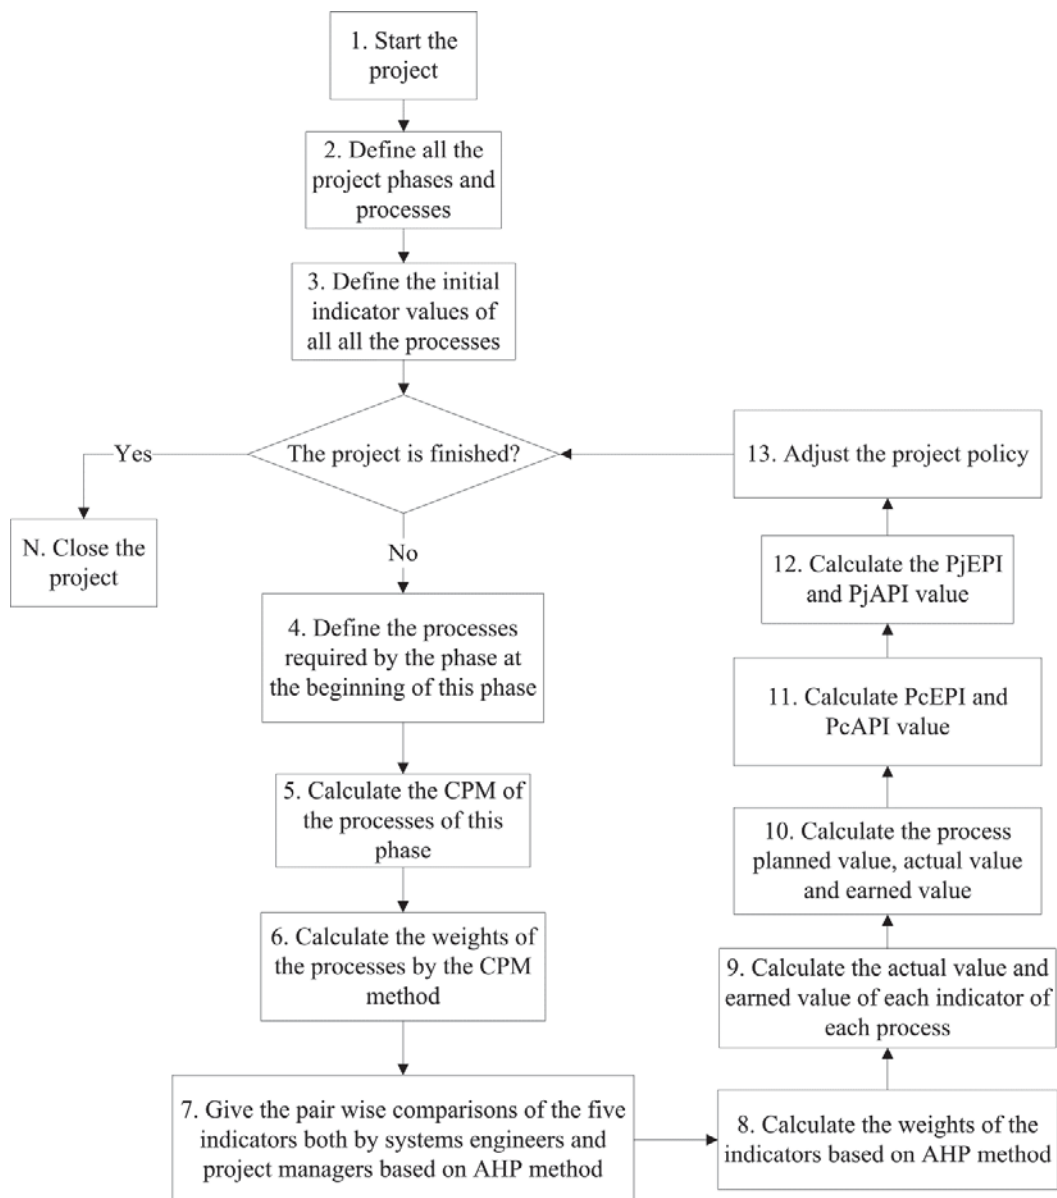 1. Start the
project
2. Define all the
project phases and
processes
3. Define the initial
indicator values of
all all the processes
The project is finished?
Yes
N. Close the
project
No
4. Define the processes
required by the phase at
the beginning of this phase
5. Calculate the CPM of
the processes of this
phase
6. Calculate the weights of
the processes by the CPM
method
7. Give the pair wise comparisons of the five
indicators both by systems engineers and
project managers based on AHP method
8. Calculate the weights of the
indicators based on AHP method
9. Calculate the actual value and
earned value of each indicator of
each process
10. Calculate the process
planned value, actual value
and earned value
11. Calculate PcEPI and
PcAPI value
12. Calculate the PjEPI
and PjAPI value
13. Adjust the project policy